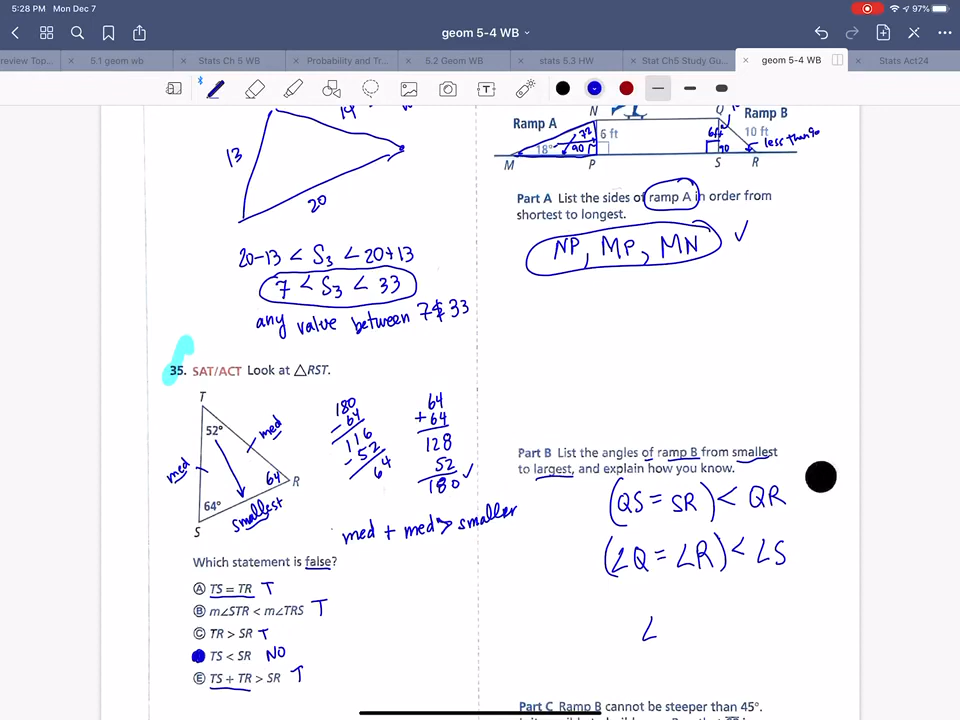 5:28 PM Mon Dec 7
97%
geom 5-4 WB
review Top...
5.1 geom wb
Stats Ch 5 WB
Probability and Tr...
5.2 Geom WB
stats 5.3 HW
Stat Ch5 Study Gu...
geom 5-4 WB
Stats Act24
14
13
20
20-13 < S3 < 20+13
7 < S3 < 33
any value between 7 & 33
35. SAT/ACT Look at △RST.
T
52°
med
med
64
R
64°
smallest
S
180
-64
116
-52
64
64
+64
128
52
180 ✓
med + med > smaller
Which statement is false?
A TS = TR T
B m∠STR < m∠TRS T
C TR > SR T
TS < SR NO
E TS + TR > SR T
N
Q
Ramp A
Ramp B
72
6 ft
6ft
10 ft
18°
90
90
less than 90
M
P
S
R
Part A List the sides of ramp A in order from
shortest to longest.
NP, MP, MN ✓
Part B List the angles of ramp B from smallest
to largest, and explain how you know.
(QS = SR) < QR
(∠Q = ∠R) < ∠S
∠
Part C Ramp B cannot be steeper than 45°.